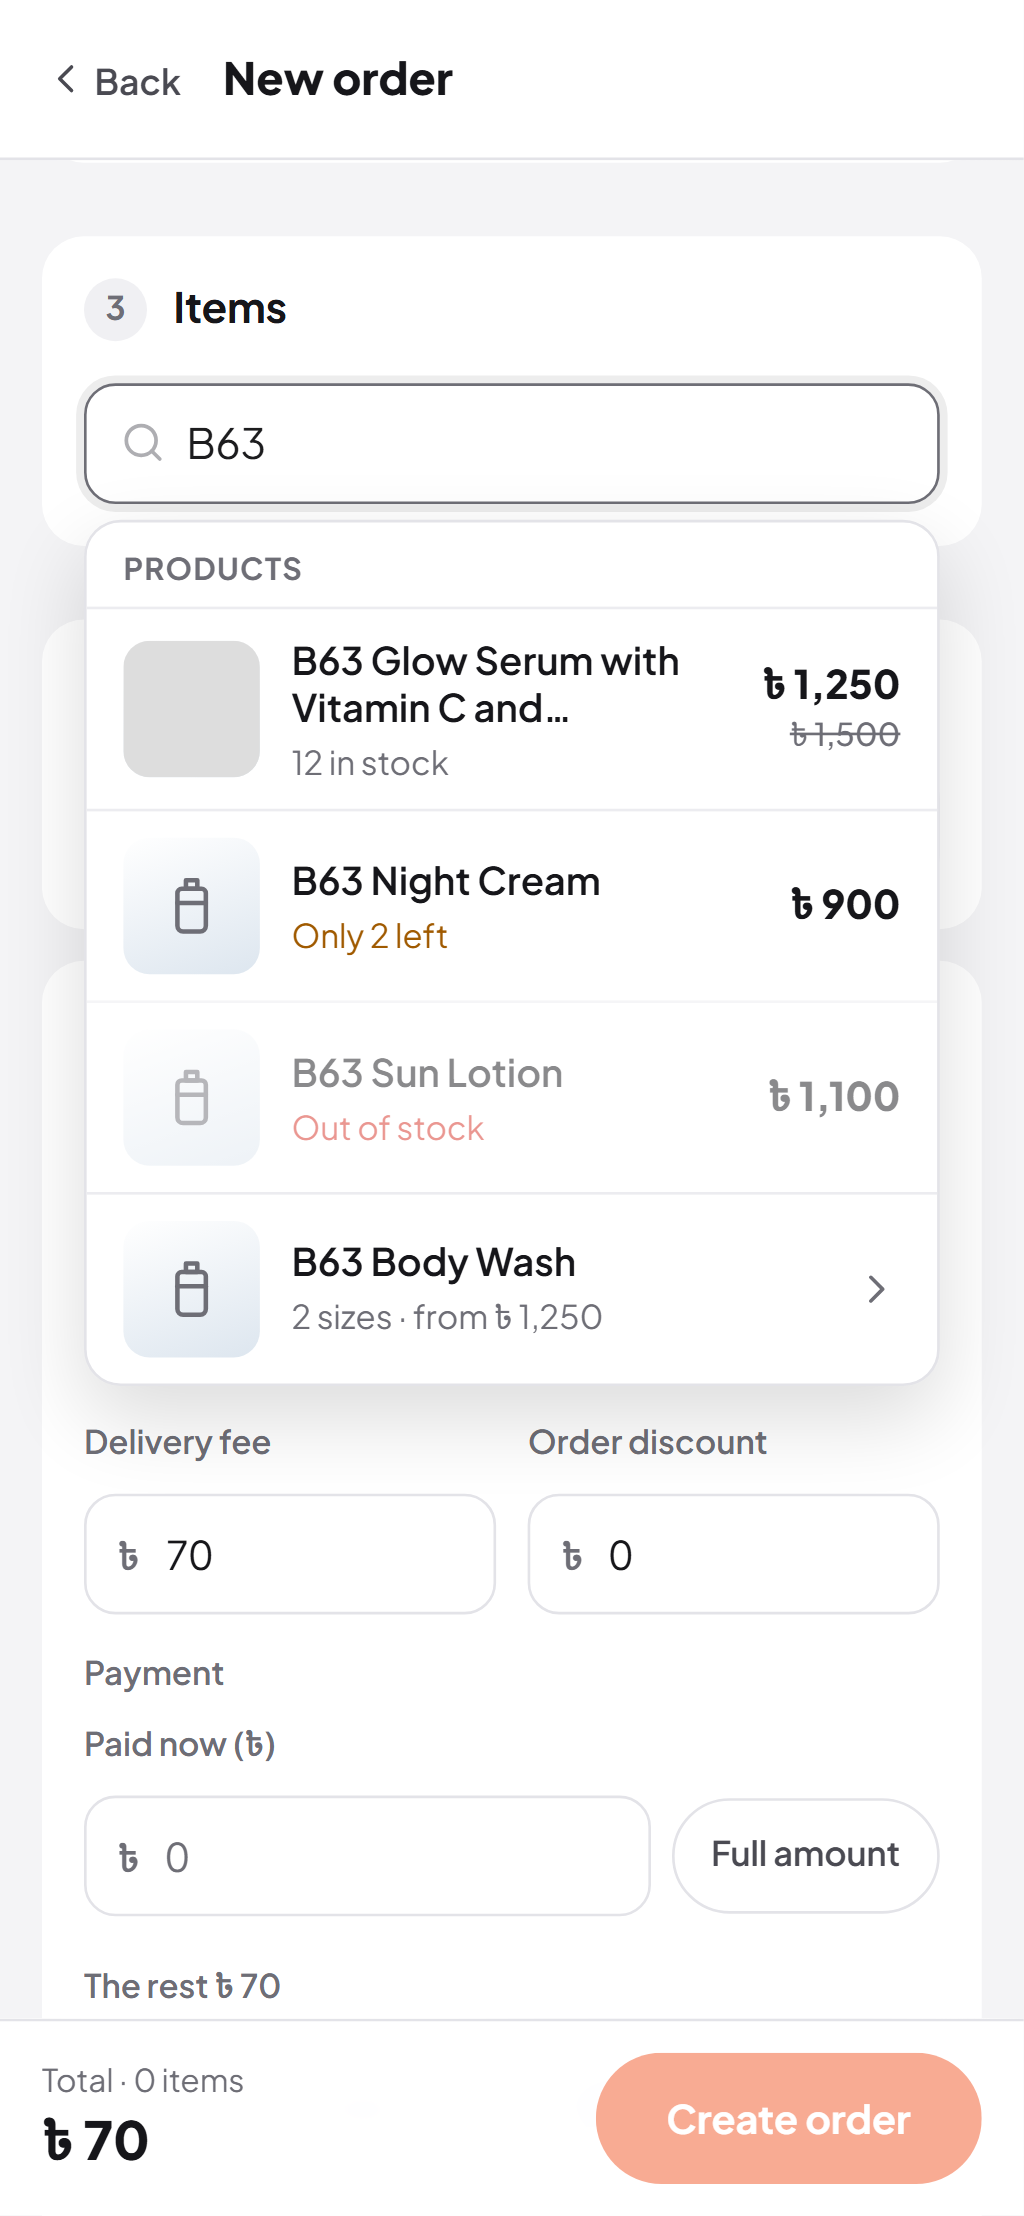 Back New order
3 Items
B63
PRODUCTS
B63 Glow Serum with
Vitamin C and...
12 in stock
৳ 1,250
৳ 1,500
B63 Night Cream
Only 2 left
৳ 900
B63 Sun Lotion
Out of stock
৳ 1,100
B63 Body Wash
2 sizes · from ৳ 1,250
Delivery fee
Order discount
৳ 70
৳ 0
Payment
Paid now (৳)
৳ 0
Full amount
The rest ৳ 70
Total · 0 items
৳ 70
Create order